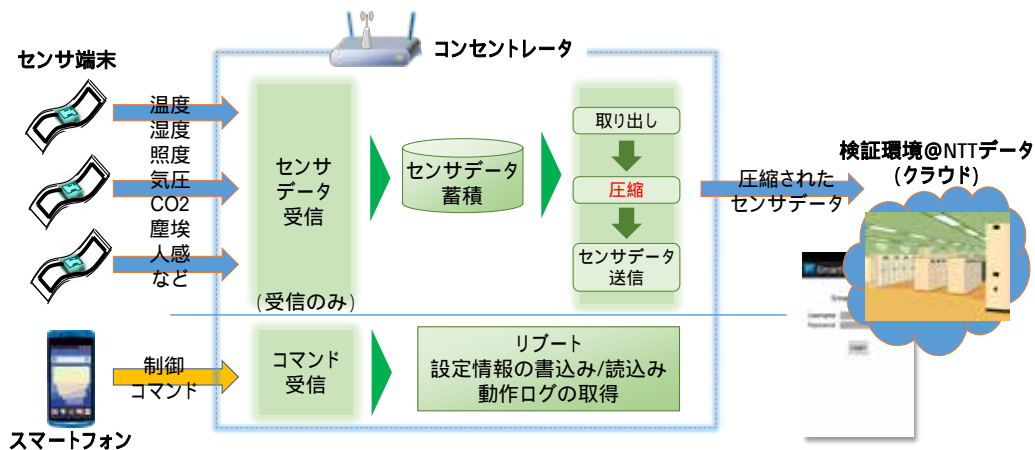 コンセントレータ
センサ端末
温度
湿度
照度
気圧
CO2
塵埃
人感
など
センサ
データ
受信
(受信のみ)
センサデータ
蓄積
取り出し
圧縮
センサデータ
送信
圧縮された
センサデータ
検証環境@NTTデータ
(クラウド)
Username
Password
Login
制御
コマンド
スマートフォン
コマンド
受信
リブート
設定情報の書込み/読込み
動作ログの取得